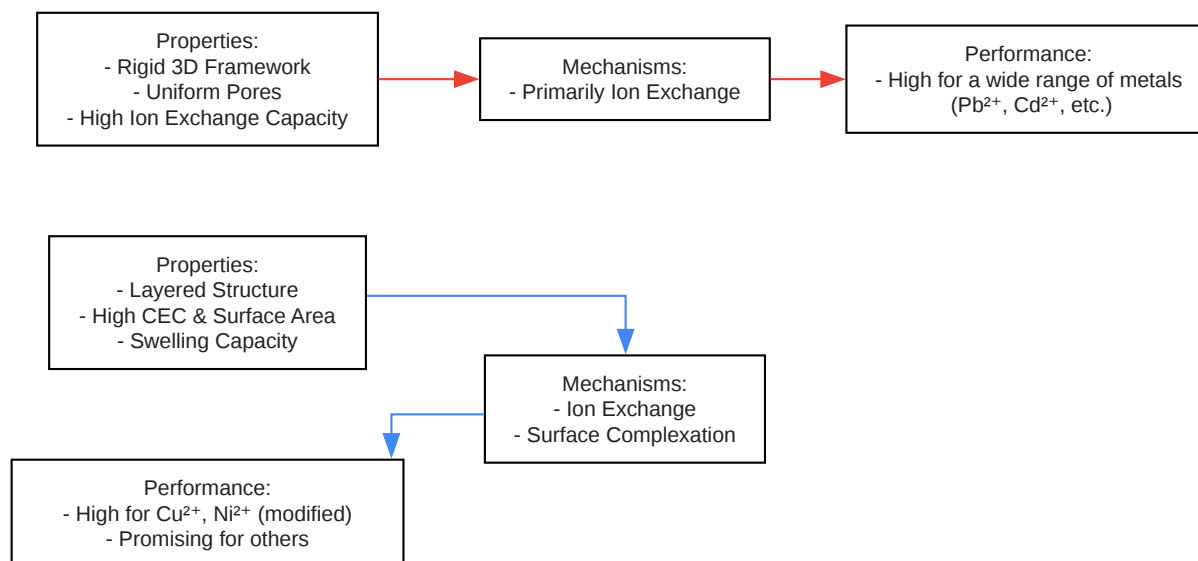 Properties:
- Rigid 3D Framework
- Uniform Pores
- High Ion Exchange Capacity
Mechanisms:
- Primarily Ion Exchange
Performance:
- High for a wide range of metals
(Pb²⁺, Cd²⁺, etc.)
Properties:
- Layered Structure
- High CEC & Surface Area
- Swelling Capacity
Mechanisms:
- Ion Exchange
- Surface Complexation
Performance:
- High for Cu²⁺, Ni²⁺ (modified)
- Promising for others